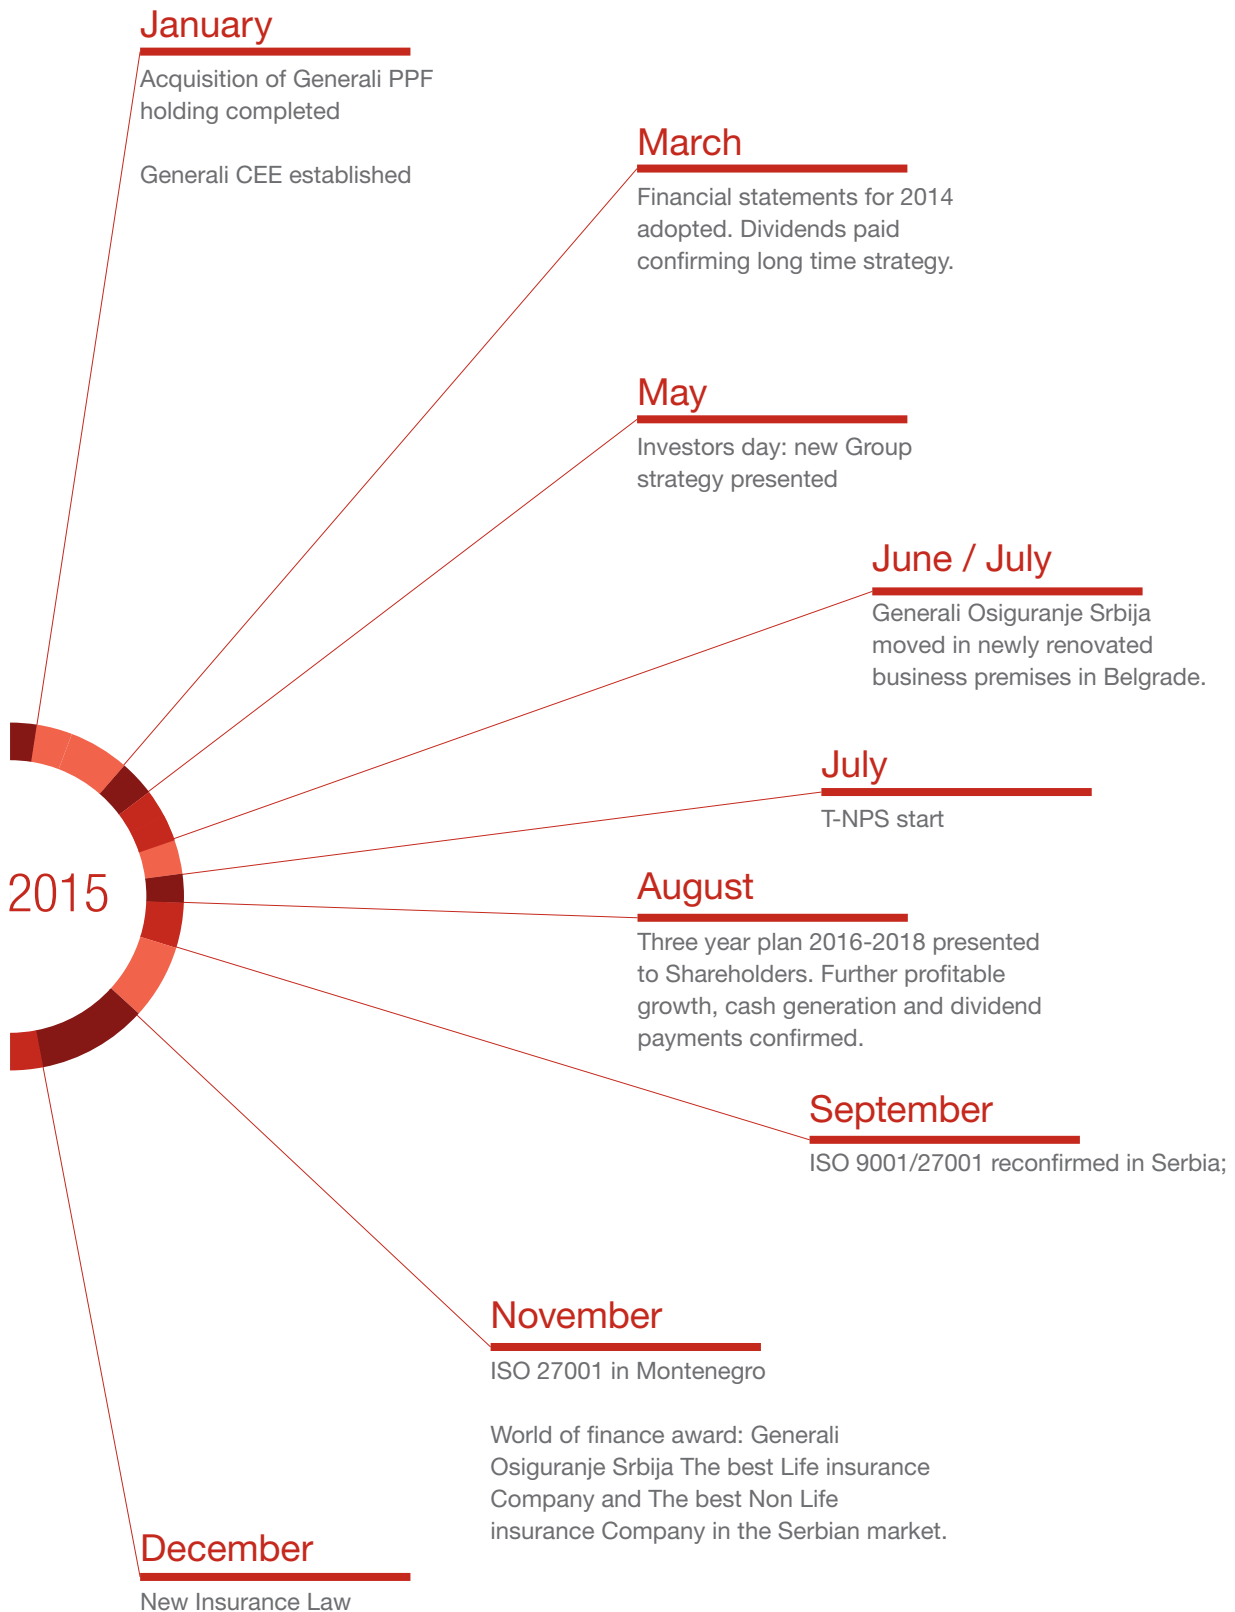 January
Acquisition of Generali PPF
holding completed
Generali CEE established
March
Financial statements for 2014
adopted. Dividends paid
confirming long time strategy.
May
Investors day: new Group
strategy presented
June / July
Generali Osiguranje Srbija
moved in newly renovated
business premises in Belgrade.
July
T-NPS start
2015
August
Three year plan 2016-2018 presented
to Shareholders. Further profitable
growth, cash generation and dividend
payments confirmed.
September
ISO 9001/27001 reconfirmed in Serbia;
November
ISO 27001 in Montenegro
World of finance award: Generali
Osiguranje Srbija The best Life insurance
Company and The best Non Life
insurance Company in the Serbian market.
December
New Insurance Law